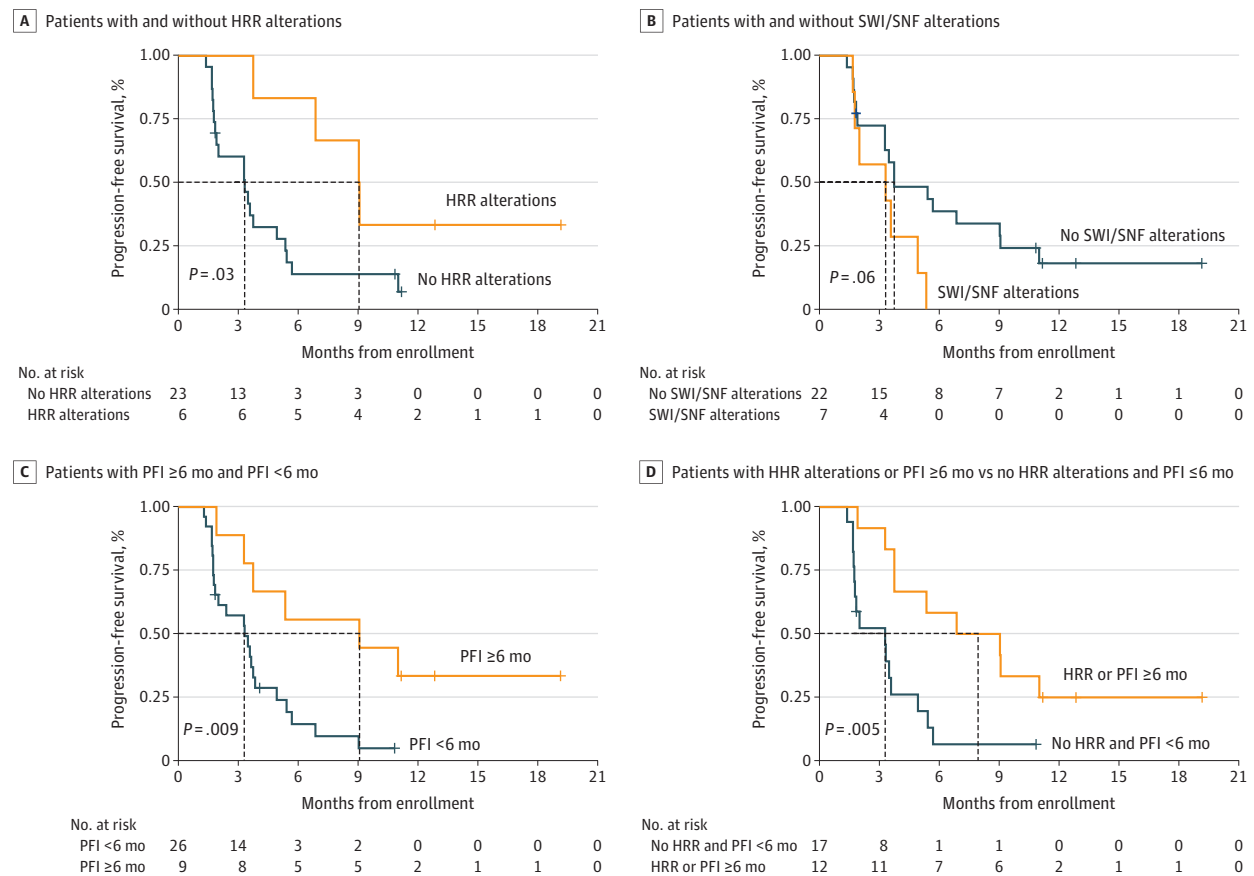 A Patients with and without HRR alterations
1.00
0.75
0.50
0.25
0
Progression-free survival, %
HRR alterations
No HRR alterations
P = .03
0 3 6 9 12 15 18 21
Months from enrollment
No. at risk
No HRR alterations 23 13 3 3 0 0 0 0
HRR alterations 6 6 5 4 2 1 1 0
B Patients with and without SWI/SNF alterations
1.00
0.75
0.50
0.25
0
Progression-free survival, %
No SWI/SNF alterations
SWI/SNF alterations
P = .06
0 3 6 9 12 15 18 21
Months from enrollment
No. at risk
No SWI/SNF alterations 22 15 8 7 2 1 1 0
SWI/SNF alterations 7 4 0 0 0 0 0 0
C Patients with PFI ≥6 mo and PFI <6 mo
1.00
0.75
0.50
0.25
0
Progression-free survival, %
PFI ≥6 mo
PFI <6 mo
P = .009
0 3 6 9 12 15 18 21
Months from enrollment
No. at risk
PFI <6 mo 26 14 3 2 0 0 0 0
PFI ≥6 mo 9 8 5 5 2 1 1 0
D Patients with HHR alterations or PFI ≥6 mo vs no HRR alterations and PFI ≤6 mo
1.00
0.75
0.50
0.25
0
Progression-free survival, %
HRR or PFI ≥6 mo
No HRR and PFI <6 mo
P = .005
0 3 6 9 12 15 18 21
Months from enrollment
No. at risk
No HRR and PFI <6 mo 17 8 1 1 0 0 0 0
HRR or PFI ≥6 mo 12 11 7 6 2 1 1 0